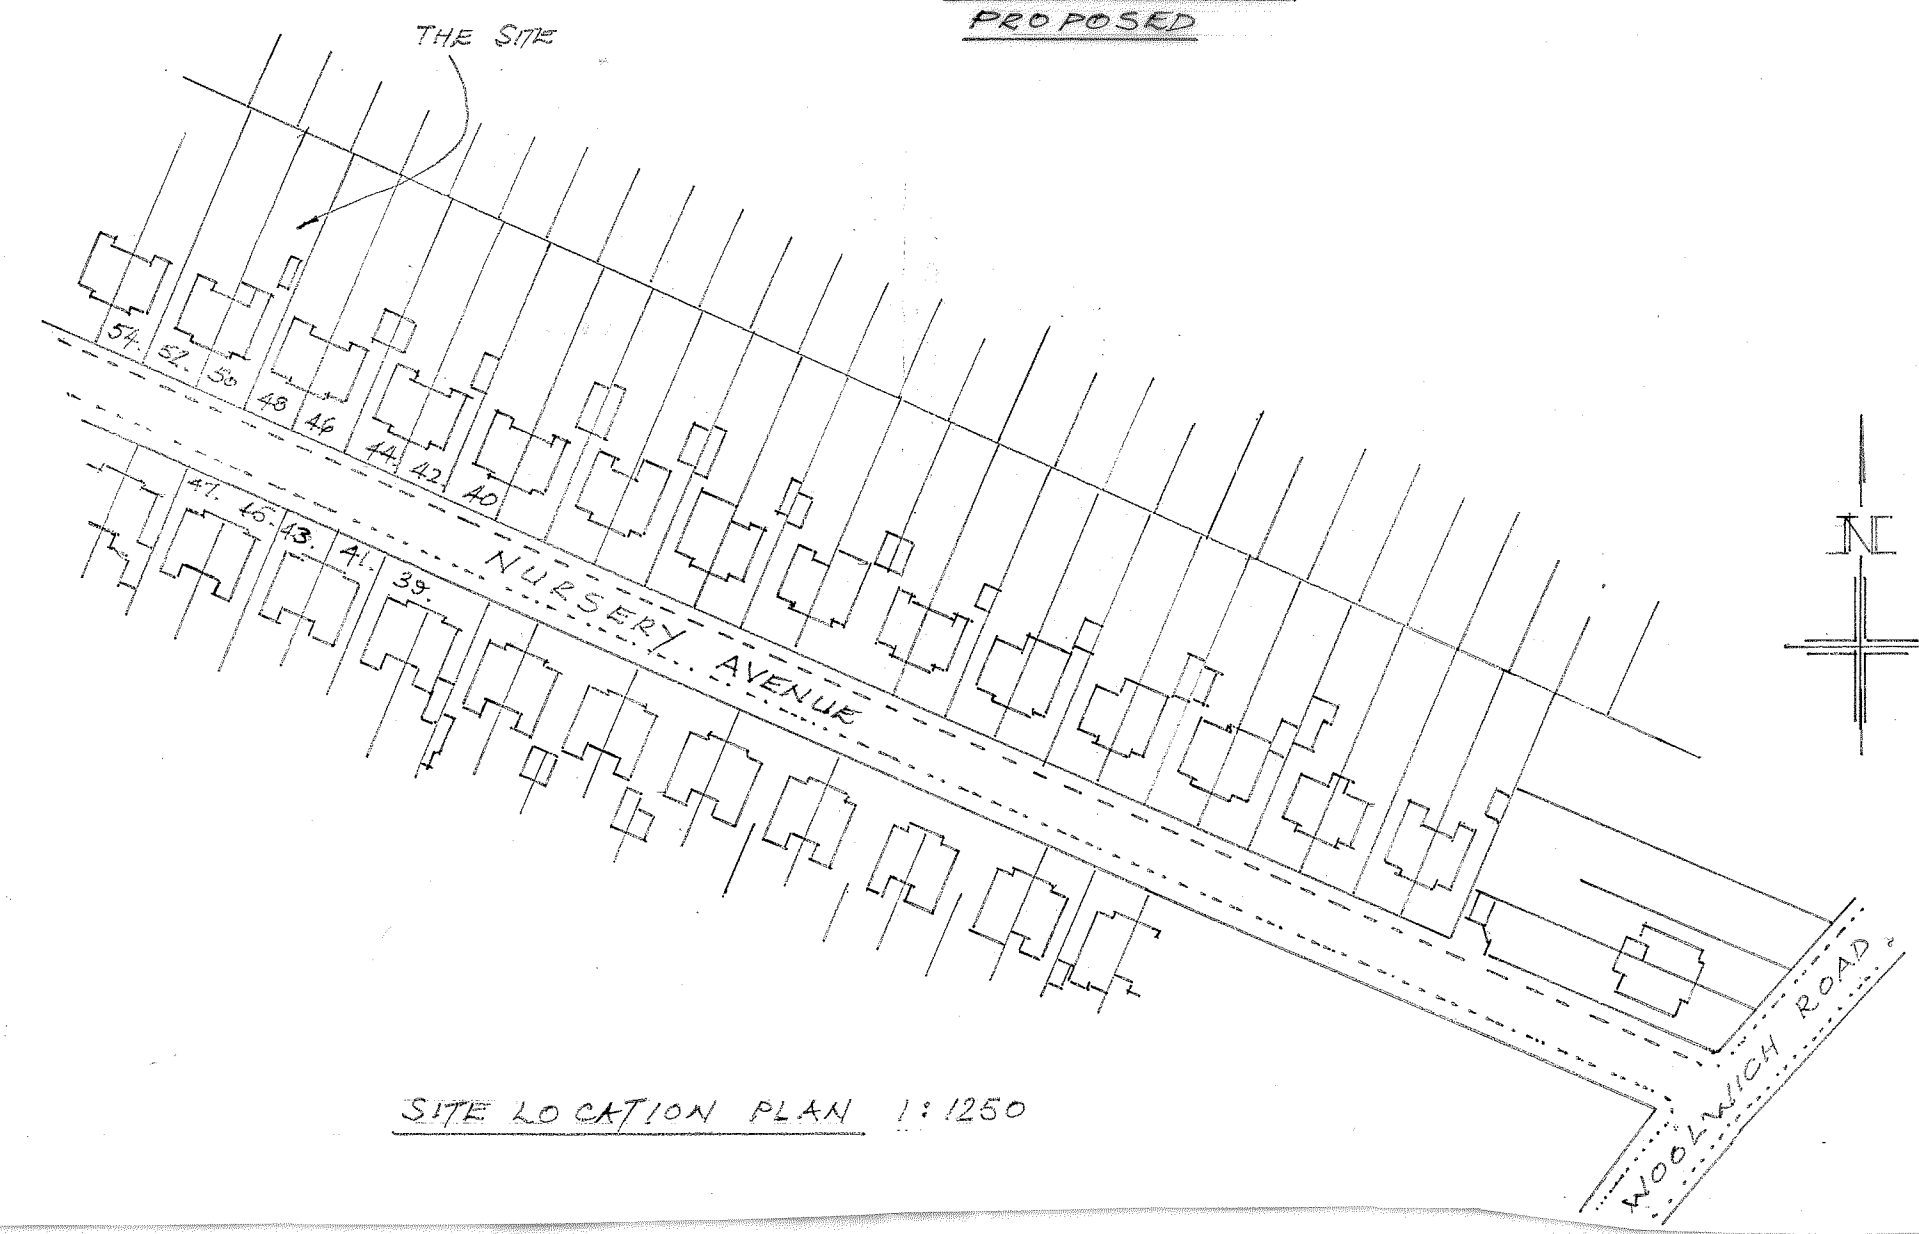 PROPOSED
THE SITE
54.
52.
50
48
46
44.
42.
40
47.
45.
43.
41.
39.
NURSERY AVENUE
N
WOOLWICH ROAD.
SITE LOCATION PLAN 1:1250